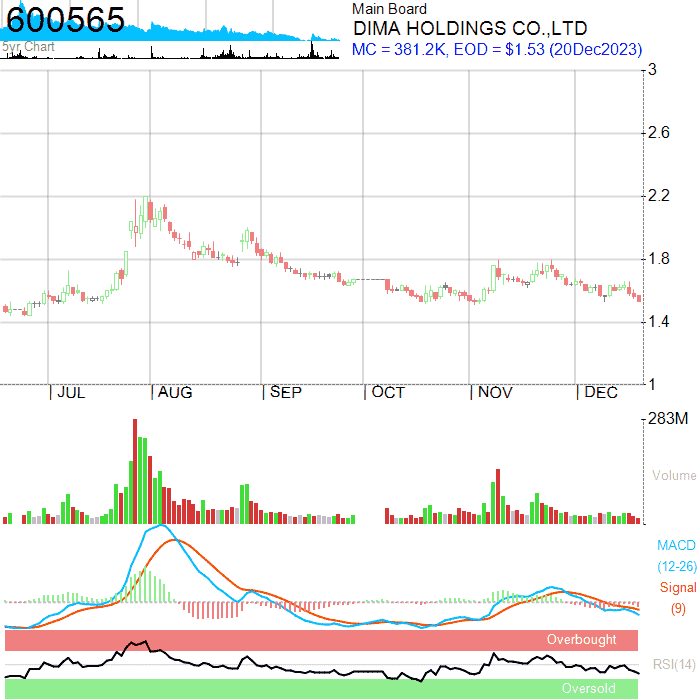 600565
5yr Chart
Main Board
DIMA HOLDINGS CO.,LTD
MC = 381.2K, EOD = $1.53 (20Dec2023)
3
2.6
2.2
1.8
1.4
1
JUL AUG SEP OCT NOV DEC
283M
Volume
MACD
(12-26)
Signal
(9)
Overbought
RSI(14)
Oversold